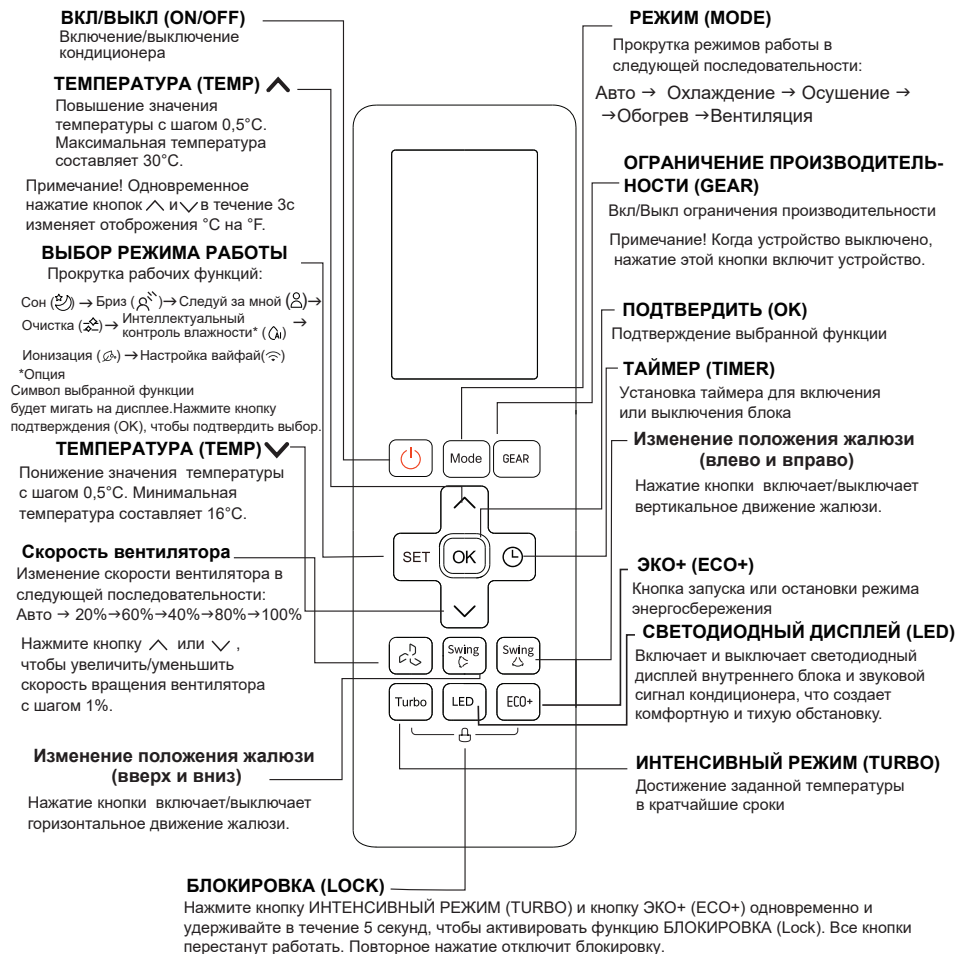 ВКЛ/ВЫКЛ (ON/OFF)
Включение/выключение
кондиционера
ТЕМПЕРАТУРА (TEMP)
Повышение значения
температуры с шагом 0,5°C.
Максимальная температура
составляет 30°C.
Примечание! Одновременное
нажатие кнопок и в течение 3с
изменяет отоброжения °C на °F.
ВЫБОР РЕЖИМА РАБОТЫ
Прокрутка рабочих функций:
Сон () → Бриз () → Следуй за мной () →
Очистка () → Интеллектуальный
контроль влажности* () →
Ионизация () → Настройка вайфай()
*Опция
Символ выбранной функции
будет мигать на дисплее.Нажмите кнопку
подтверждения (OK), чтобы подтвердить выбор.
ТЕМПЕРАТУРА (TEMP)
Понижение значения температуры
с шагом 0,5°C. Минимальная
температура составляет 16°C.
Скорость вентилятора
Изменение скорости вентилятора в
следующей последовательности:
Авто → 20%→60%→40%→80%→100%
Нажмите кнопку или ,
чтобы увеличить/уменьшить
скорость вращения вентилятора
с шагом 1%.
Изменение положения жалюзи
(вверх и вниз)
Нажатие кнопки включает/выключает
горизонтальное движение жалюзи.
Mode
GEAR
SET
OK
Swing
Swing
Turbo
LED
ECO+
РЕЖИМ (MODE)
Прокрутка режимов работы в
следующей последовательности:
Авто → Охлаждение → Осушение →
→Обогрев →Вентиляция
ОГРАНИЧЕНИЕ ПРОИЗВОДИТЕЛЬ-
НОСТИ (GEAR)
Вкл/Выкл ограничения производительности
Примечание! Когда устройство выключено,
нажатие этой кнопки включит устройство.
ПОДТВЕРДИТЬ (OK)
Подтверждение выбранной функции
ТАЙМЕР (TIMER)
Установка таймера для включения
или выключения блока
Изменение положения жалюзи
(влево и вправо)
Нажатие кнопки включает/выключает
вертикальное движение жалюзи.
ЭКО+ (ECO+)
Кнопка запуска или остановки режима
энергосбережения
СВЕТОДИОДНЫЙ ДИСПЛЕЙ (LED)
Включает и выключает светодиодный
дисплей внутреннего блока и звуковой
сигнал кондиционера, что создает
комфортную и тихую обстановку.
ИНТЕНСИВНЫЙ РЕЖИМ (TURBO)
Достижение заданной температуры
в кратчайшие сроки
БЛОКИРОВКА (LOCK)
Нажмите кнопку ИНТЕНСИВНЫЙ РЕЖИМ (TURBO) и кнопку ЭКО+ (ECO+) одновременно и
удерживайте в течение 5 секунд, чтобы активировать функцию БЛОКИРОВКА (Lock). Все кнопки
перестанут работать. Повторное нажатие отключит блокировку.